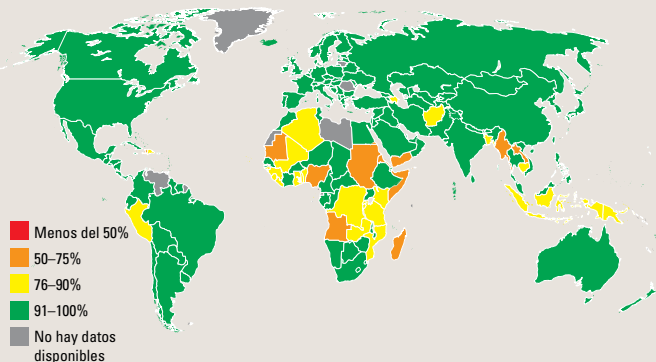 Menos del 50%
50–75%
76–90%
91–100%
No hay datos
disponibles